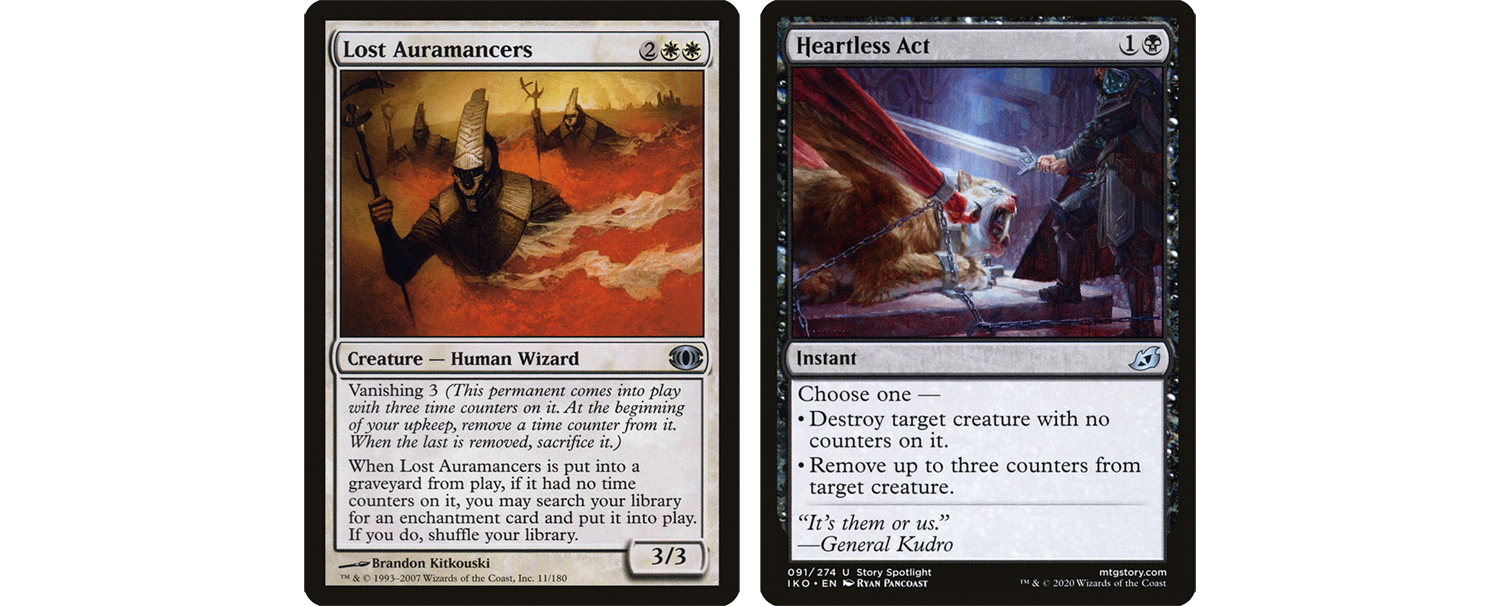 Lost Auramancers 2
Creature — Human Wizard
Vanishing 3 (This permanent comes into play
with three time counters on it. At the beginning
of your upkeep, remove a time counter from it.
When the last is removed, sacrifice it.)
When Lost Auramancers is put into a
graveyard from play, if it had no time
counters on it, you may search your library
for an enchantment card and put it into play.
If you do, shuffle your library.
3/3
Brandon Kitkouski
™ & © 1993–2007 Wizards of the Coast, Inc. 11/180
Heartless Act 1
Instant
Choose one —
• Destroy target creature with no
counters on it.
• Remove up to three counters from
target creature.
“It’s them or us.”
—General Kudro
091/274 U Story Spotlight
IKO • EN Ryan Pancoast
mtgstory.com
™ & © 2020 Wizards of the Coast